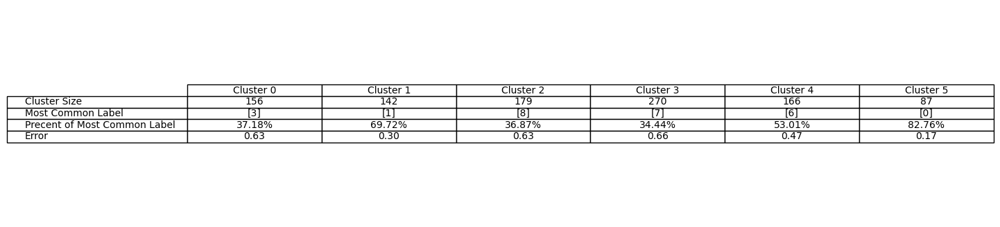 Cluster 0 Cluster 1 Cluster 2 Cluster 3 Cluster 4 Cluster 5
Cluster Size 156 142 179 270 166 87
Most Common Label [3] [1] [8] [7] [6] [0]
Precent of Most Common Label 37.18% 69.72% 36.87% 34.44% 53.01% 82.76%
Error 0.63 0.30 0.63 0.66 0.47 0.17